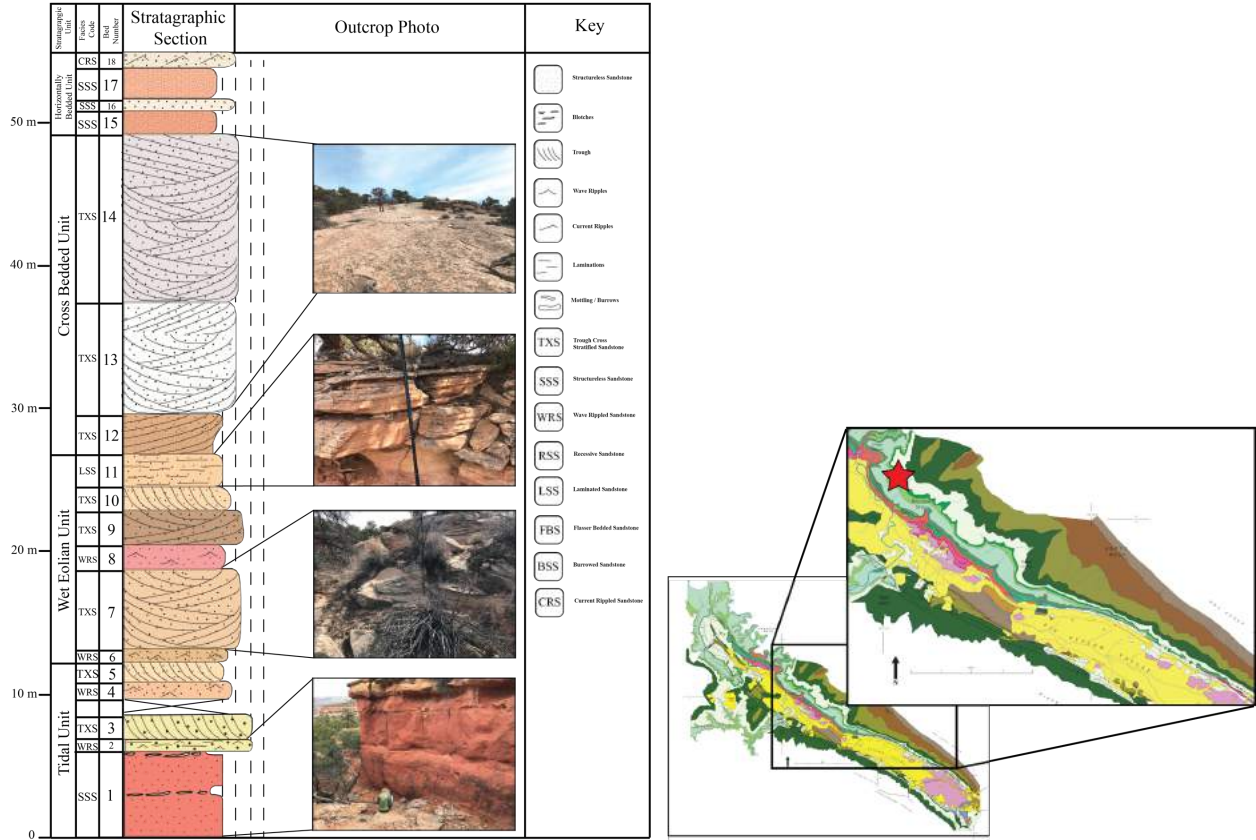 Stratagrapgic
Unit
Facies
Code
Bed
Number
Stratagraphic
Section
Outcrop Photo
Key
50 m
40 m
30 m
20 m
10 m
0
Horizontally
Bedded Unit
Cross Bedded Unit
Wet Eolian Unit
Tidal Unit
CRS 18
SSS 17
SSS 16
SSS 15
TXS 14
TXS 13
TXS 12
LSS 11
TXS 10
TXS 9
WRS 8
TXS 7
WRS 6
TXS 5
WRS 4
TXS 3
WRS 2
SSS 1
Structureless Sandstone
Blotches
Trough
Wave Ripples
Current Ripples
Laminations
Mottling / Burrows
TXS Trough Cross
Stratified Sandstone
SSS Structureless Sandstone
WRS Wave Rippled Sandstone
RSS Recessive Sandstone
LSS Laminated Sandstone
FBS Flasser Bedded Sandstone
BSS Burrowed Sandstone
CRS Current Rippled Sandstone
N